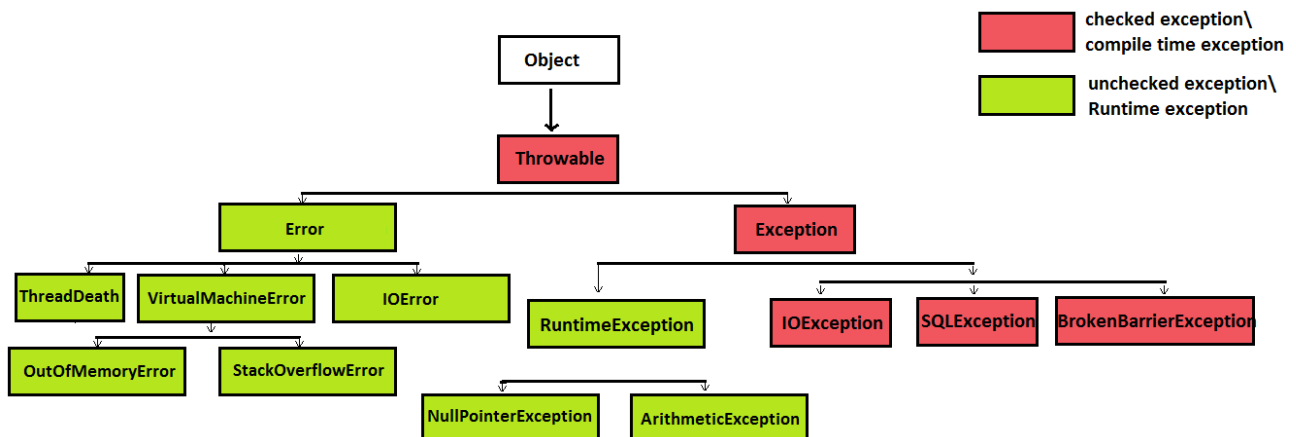 checked exception\
compile time exception
Object
unchecked exception\
Runtime exception
Throwable
Error
Exception
ThreadDeath
VirtualMachineError
IOError
RuntimeException
IOException
SQLException
BrokenBarrierException
OutOfMemoryError
StackOverflowError
NullPointerException
ArithmeticException